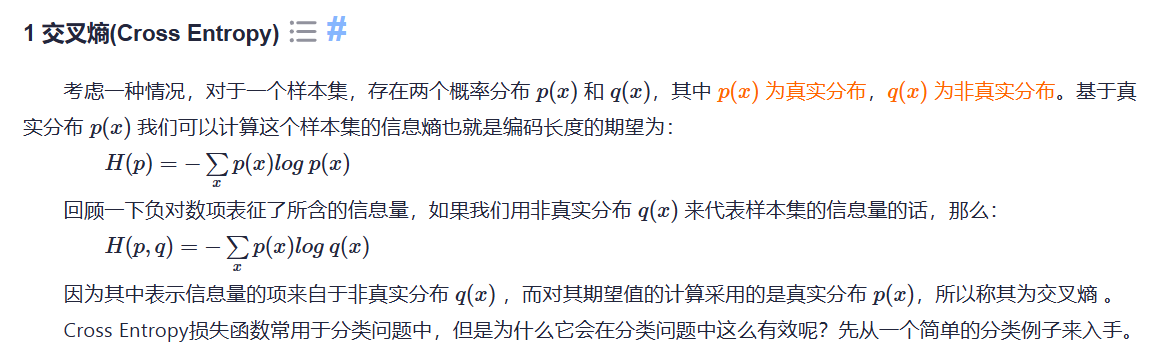 1 交叉熵(Cross Entropy) #
考虑一种情况，对于一个样本集，存在两个概率分布 p(x) 和 q(x)，其中 p(x) 为真实分布，q(x) 为非真实分布。基于真
实分布 p(x) 我们可以计算这个样本集的信息熵也就是编码长度的期望为：
H(p) = − ∑ₓ p(x)log p(x)
回顾一下负对数项表征了所含的信息量，如果我们用非真实分布 q(x) 来代表样本集的信息量的话，那么：
H(p, q) = − ∑ₓ p(x)log q(x)
因为其中表示信息量的项来自于非真实分布 q(x) ，而对其期望值的计算采用的是真实分布 p(x)，所以称其为交叉熵 。
Cross Entropy损失函数常用于分类问题中，但是为什么它会在分类问题中这么有效呢？先从一个简单的分类例子来入手。